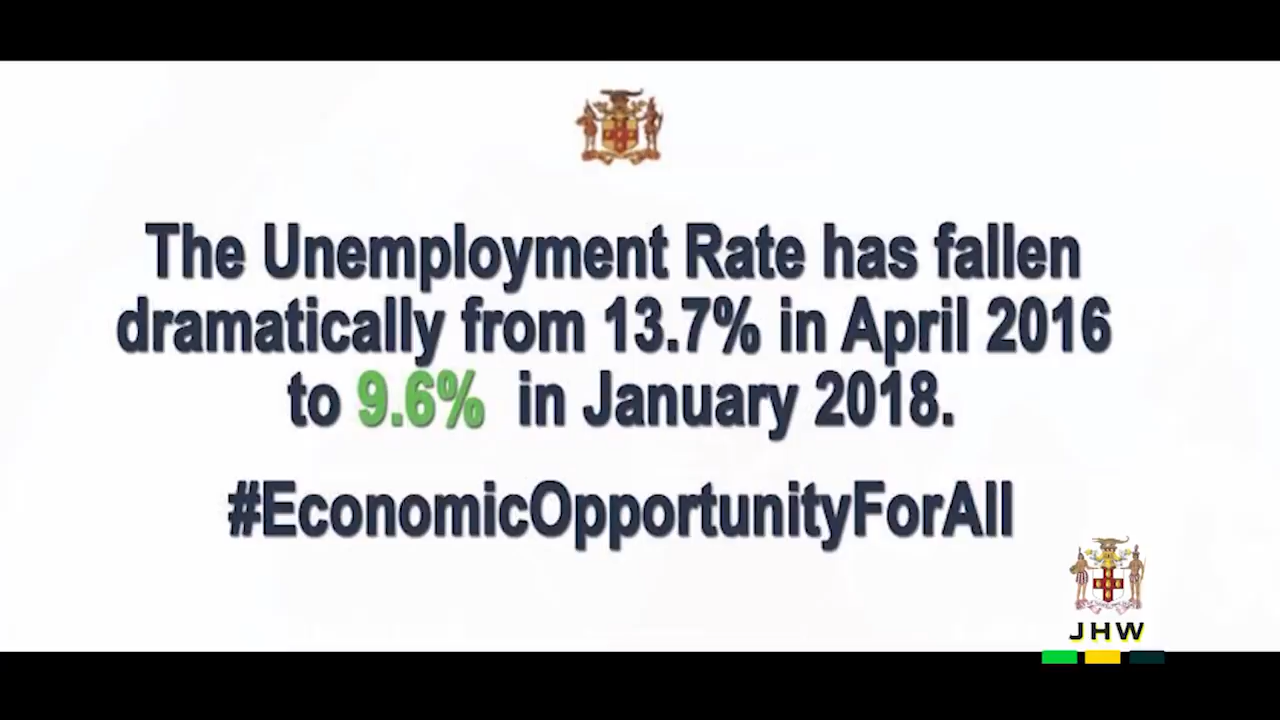 The Unemployment Rate has fallen
dramatically from 13.7% in April 2016
to 9.6% in January 2018.
#EconomicOpportunityForAll
JHW